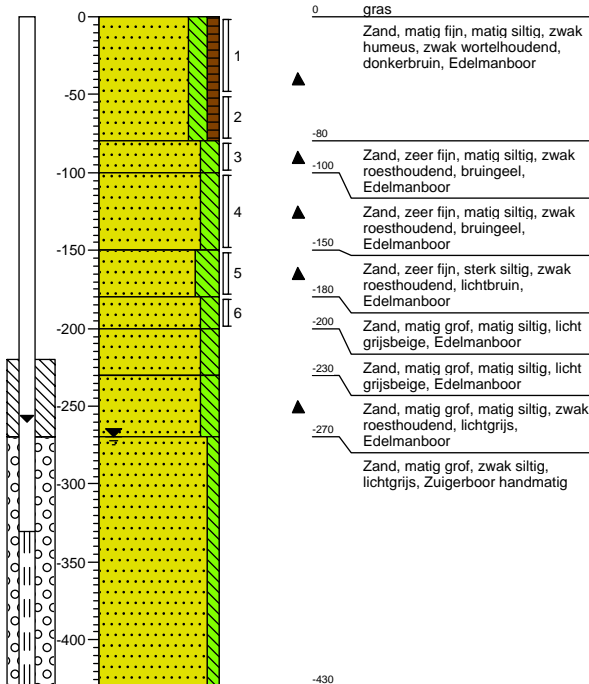 0
-50
-100
-150
-200
-250
-300
-350
-400
1
2
3
4
5
6
0
gras
Zand, matig fijn, matig siltig, zwak
humeus, zwak wortelhoudend,
donkerbruin, Edelmanboor
-80
Zand, zeer fijn, matig siltig, zwak
roesthoudend, bruingeel,
Edelmanboor
-100
Zand, zeer fijn, matig siltig, zwak
roesthoudend, bruingeel,
Edelmanboor
-150
Zand, zeer fijn, sterk siltig, zwak
roesthoudend, lichtbruin,
Edelmanboor
-180
Zand, matig grof, matig siltig, licht
grijsbeige, Edelmanboor
-200
Zand, matig grof, matig siltig, licht
grijsbeige, Edelmanboor
-230
Zand, matig grof, matig siltig, zwak
roesthoudend, lichtgrijs,
Edelmanboor
-270
Zand, matig grof, zwak siltig,
lichtgrijs, Zuigerboor handmatig
-430